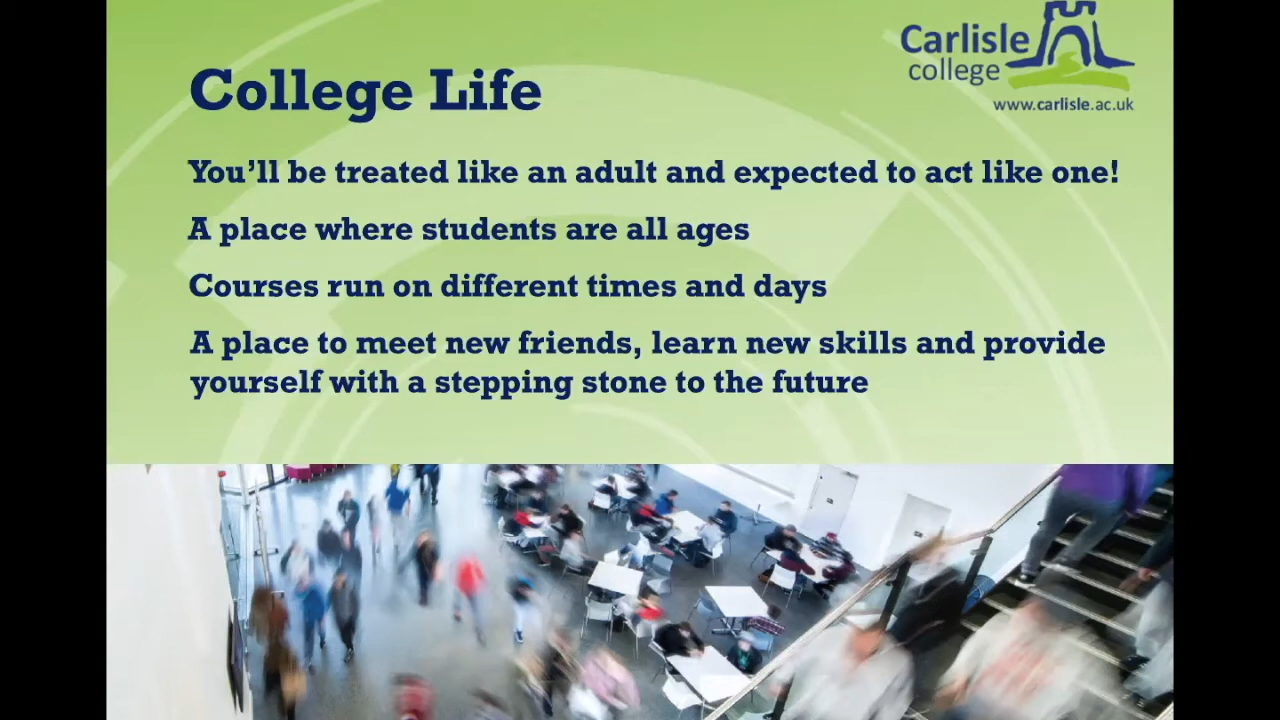 Carlisle
college
www.carlisle.ac.uk
College Life
You'll be treated like an adult and expected to act like one!
A place where students are all ages
Courses run on different times and days
A place to meet new friends, learn new skills and provide
yourself with a stepping stone to the future